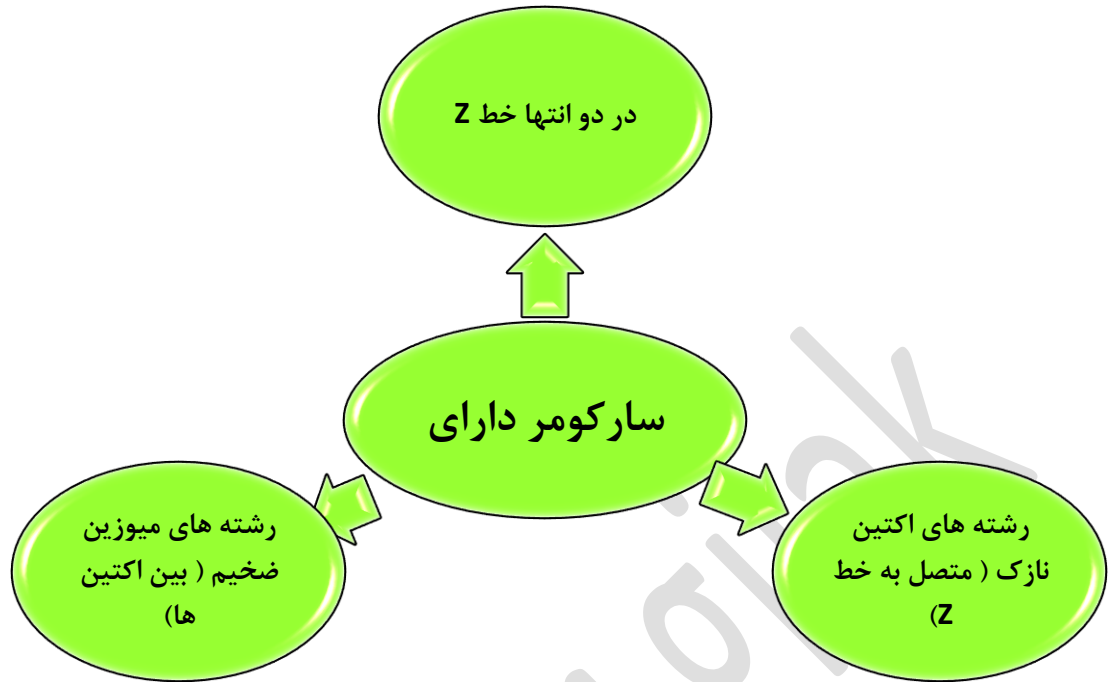 در دو انتها خط Z
سارکومر دارای
رشته های اکتین
نازک ( متصل به خط
Z)
رشته های میوزین
ضخیم ( بین اکتین
ها)